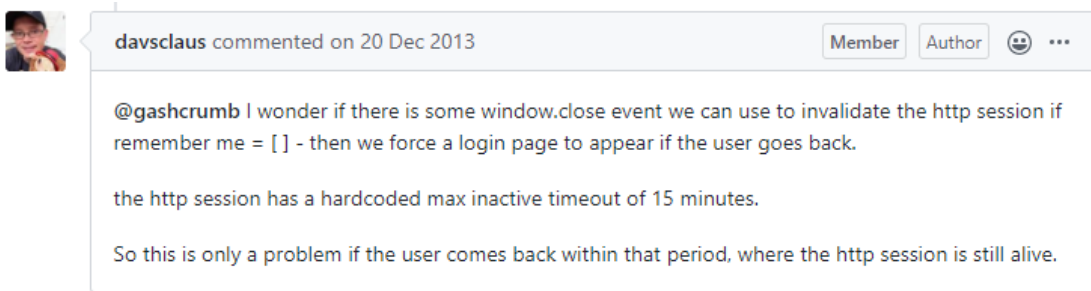 davsclaus commented on 20 Dec 2013
Member
Author
@gashcrumb I wonder if there is some window.close event we can use to invalidate the http session if
remember me = [ ] - then we force a login page to appear if the user goes back.
the http session has a hardcoded max inactive timeout of 15 minutes.
So this is only a problem if the user comes back within that period, where the http session is still alive.